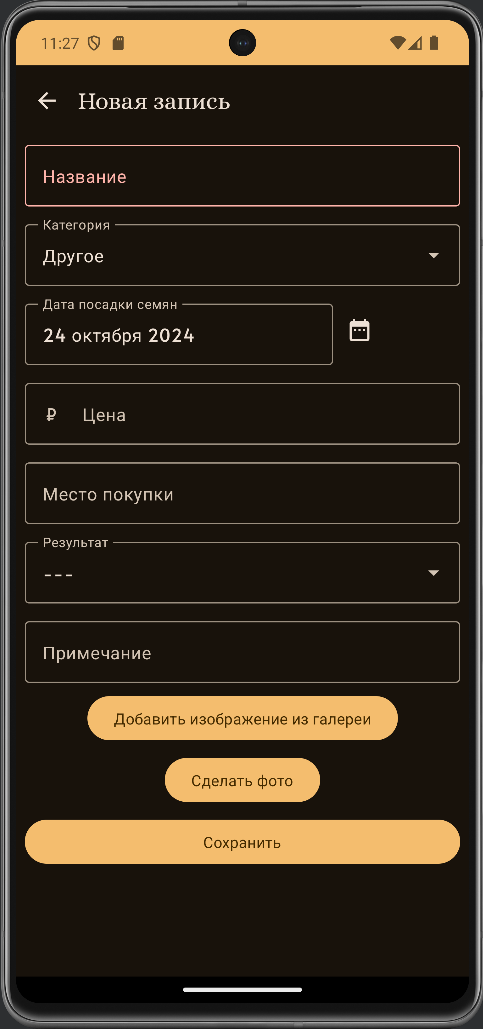 11:27
Новая запись
Название
Категория
Другое
Дата посадки семян
24 октября 2024
₽ Цена
Место покупки
Результат
---
Примечание
Добавить изображение из галереи
Сделать фото
Сохранить